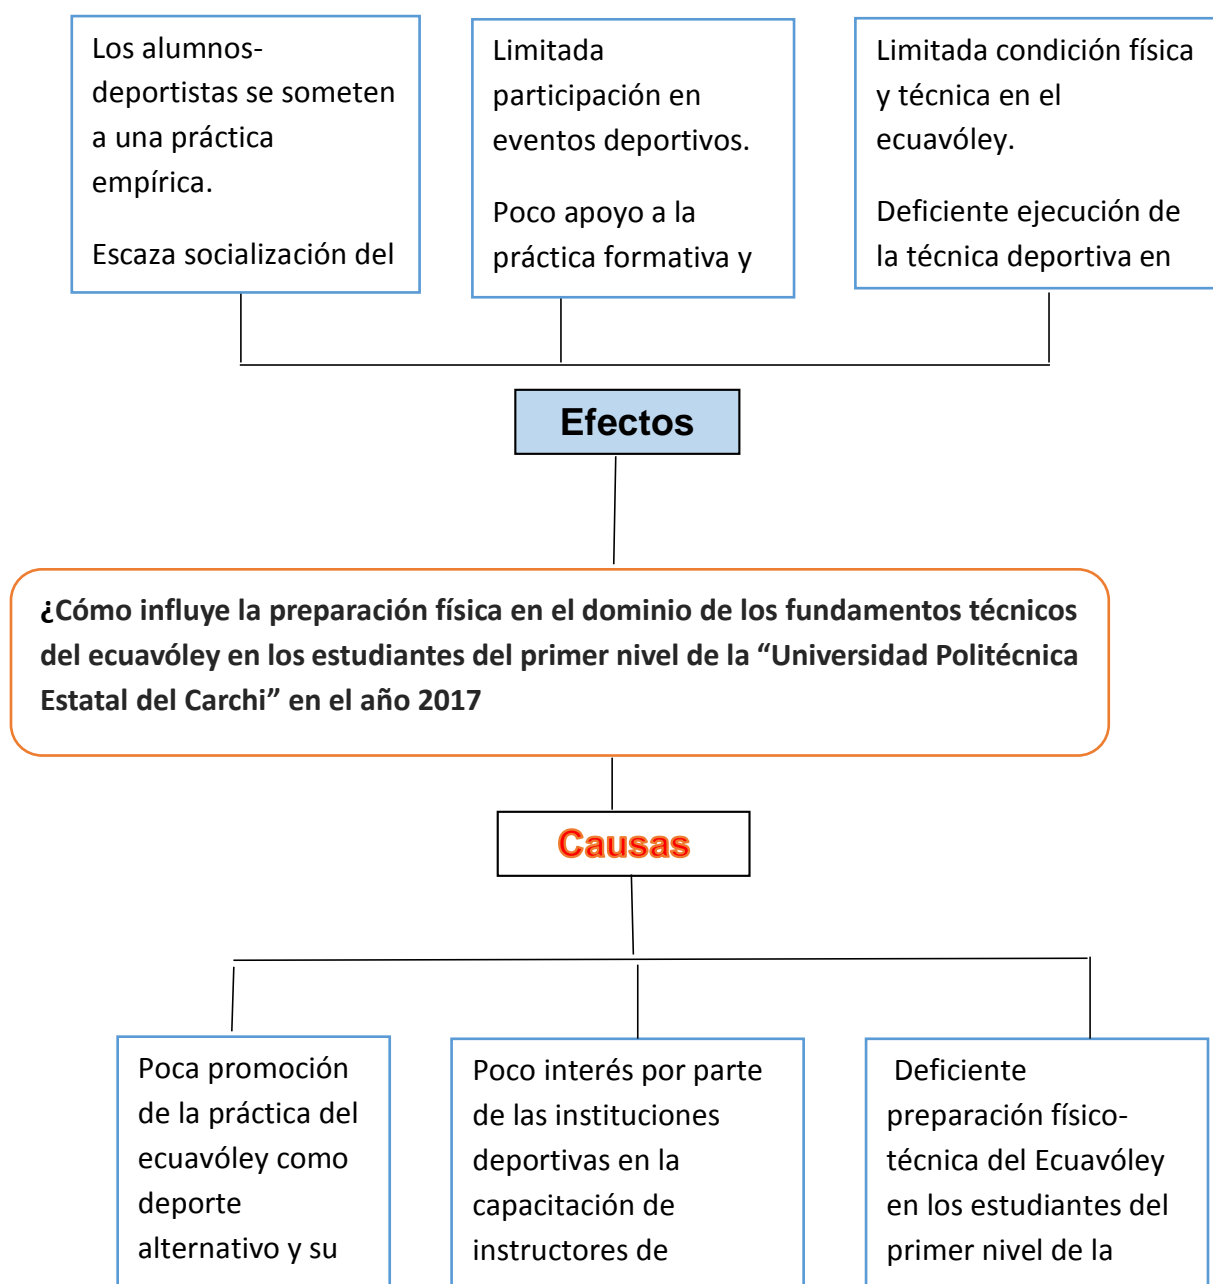 Los alumnos-
deportistas se someten
a una práctica
empírica.
Escaza socialización del
Limitada
participación en
eventos deportivos.
Poco apoyo a la
práctica formativa y
Limitada condición física
y técnica en el
ecuavóley.
Deficiente ejecución de
la técnica deportiva en
Efectos
¿Cómo influye la preparación física en el dominio de los fundamentos técnicos
del ecuavóley en los estudiantes del primer nivel de la “Universidad Politécnica
Estatal del Carchi” en el año 2017
Causas
Poca promoción
de la práctica del
ecuavóley como
deporte
alternativo y su
Poco interés por parte
de las instituciones
deportivas en la
capacitación de
instructores de
Deficiente
preparación físico-
técnica del Ecuavóley
en los estudiantes del
primer nivel de la